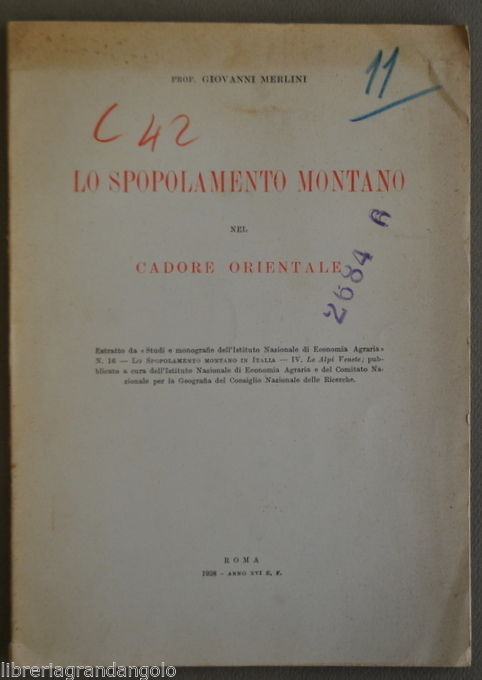 PROF. GIOVANNI MERLINI
11
C 42
LO SPOPOLAMENTO MONTANO
NEL
CADORE ORIENTALE
2684 R
Estratto da «Studi e monografie dell'Istituto Nazionale di Economia Agraria»
N. 16 — LO SPOPOLAMENTO MONTANO IN ITALIA — IV. Le Alpi Venete; pub-
blicato a cura dell'Istituto Nazionale di Economia Agraria e del Comitato Na-
zionale per la Geografia del Consiglio Nazionale delle Ricerche.
ROMA
1938 - ANNO XVI E. F.
libreriagrandangolo